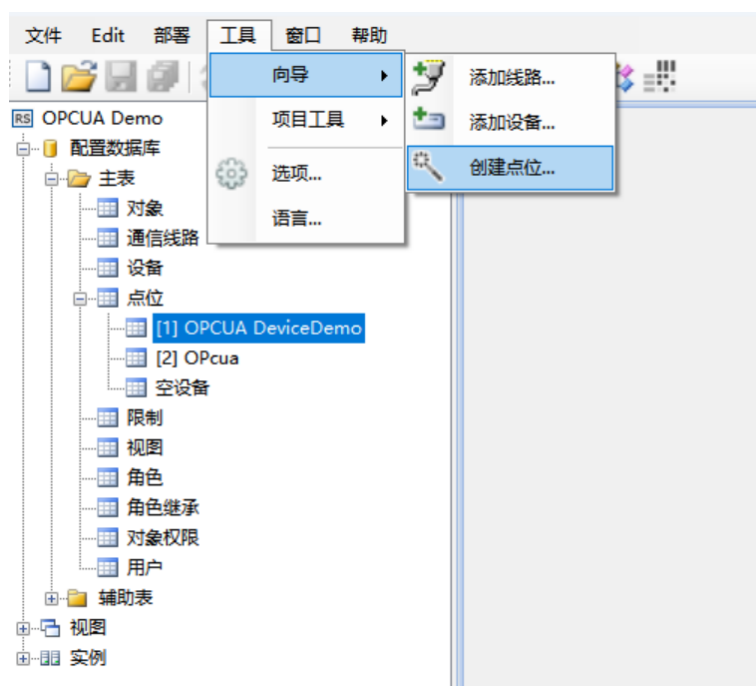 文件 Edit 部署 工具 窗口 帮助
向导
添加线路...
项目工具
添加设备...
选项...
创建点位...
语言...
RS OPCUA Demo
配置数据库
主表
对象
通信线路
设备
点位
[1] OPCUA DeviceDemo
[2] OPcua
空设备
限制
视图
角色
角色继承
对象权限
用户
辅助表
视图
实例